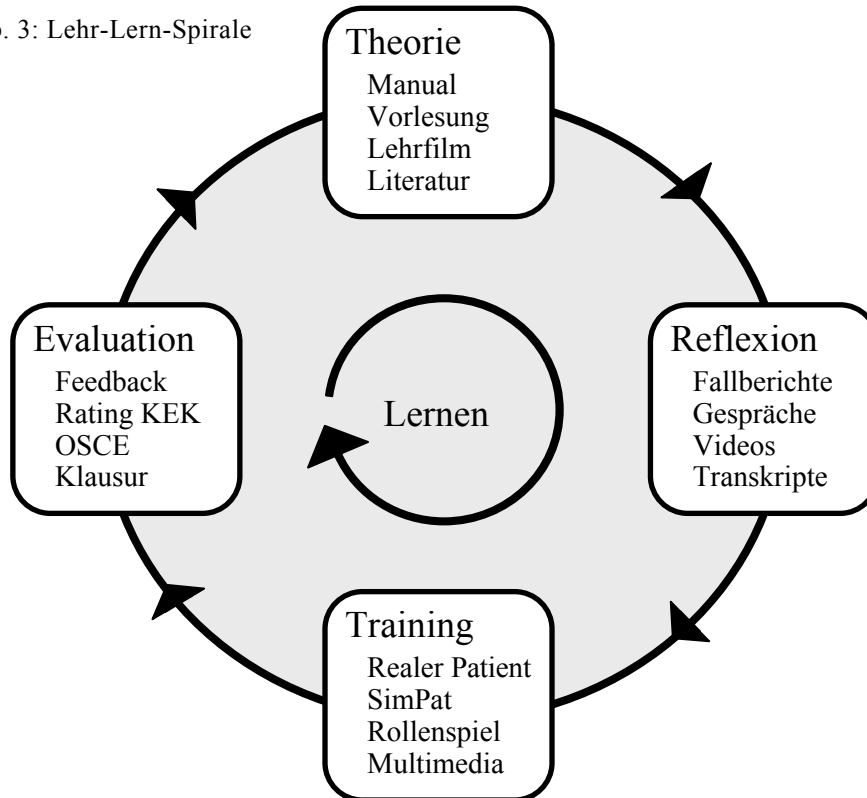 . 3: Lehr-Lern-Spirale
Theorie
Manual
Vorlesung
Lehrfilm
Literatur
Evaluation
Feedback
Rating KEK
OSCE
Klausur
Lernen
Reflexion
Fallberichte
Gespräche
Videos
Transkripte
Training
Realer Patient
SimPat
Rollenspiel
Multimedia